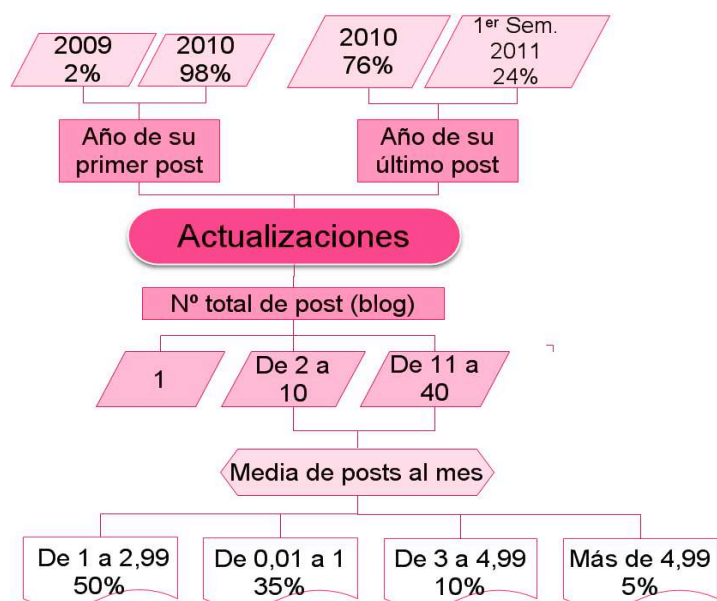 2009
2%
2010
98%
2010
76%
1er Sem.
2011
24%
Año de su
primer post
Año de su
último post
Actualizaciones
Nº total de post (blog)
1
De 2 a
10
De 11 a
40
Media de posts al mes
De 1 a 2,99
50%
De 0,01 a 1
35%
De 3 a 4,99
10%
Más de 4,99
5%